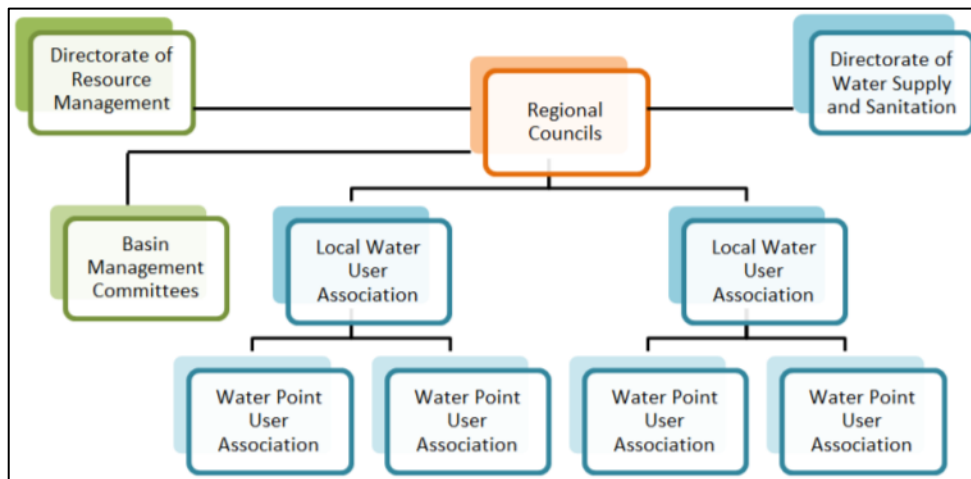 Directorate of
Resource
Management
Regional
Councils
Directorate of
Water Supply
and Sanitation
Basin
Management
Committees
Local Water
User
Association
Local Water
User
Association
Water Point
User
Association
Water Point
User
Association
Water Point
User
Association
Water Point
User
Association